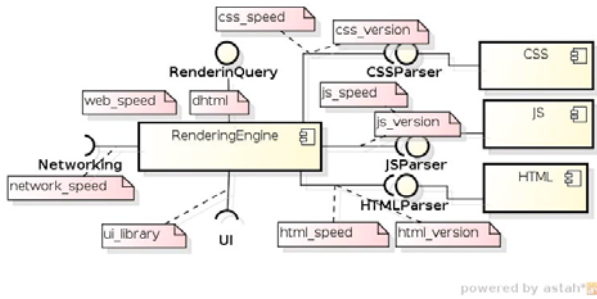 css_speed
css_version
RenderinQuery
CSSParser
CSS
js_speed
web_speed
dhtml
js_version
JS
RenderingEngine
Networking
JSParser
HTML
network_speed
HTMLParser
ui_library
UI
html_speed
html_version
powered by astah*